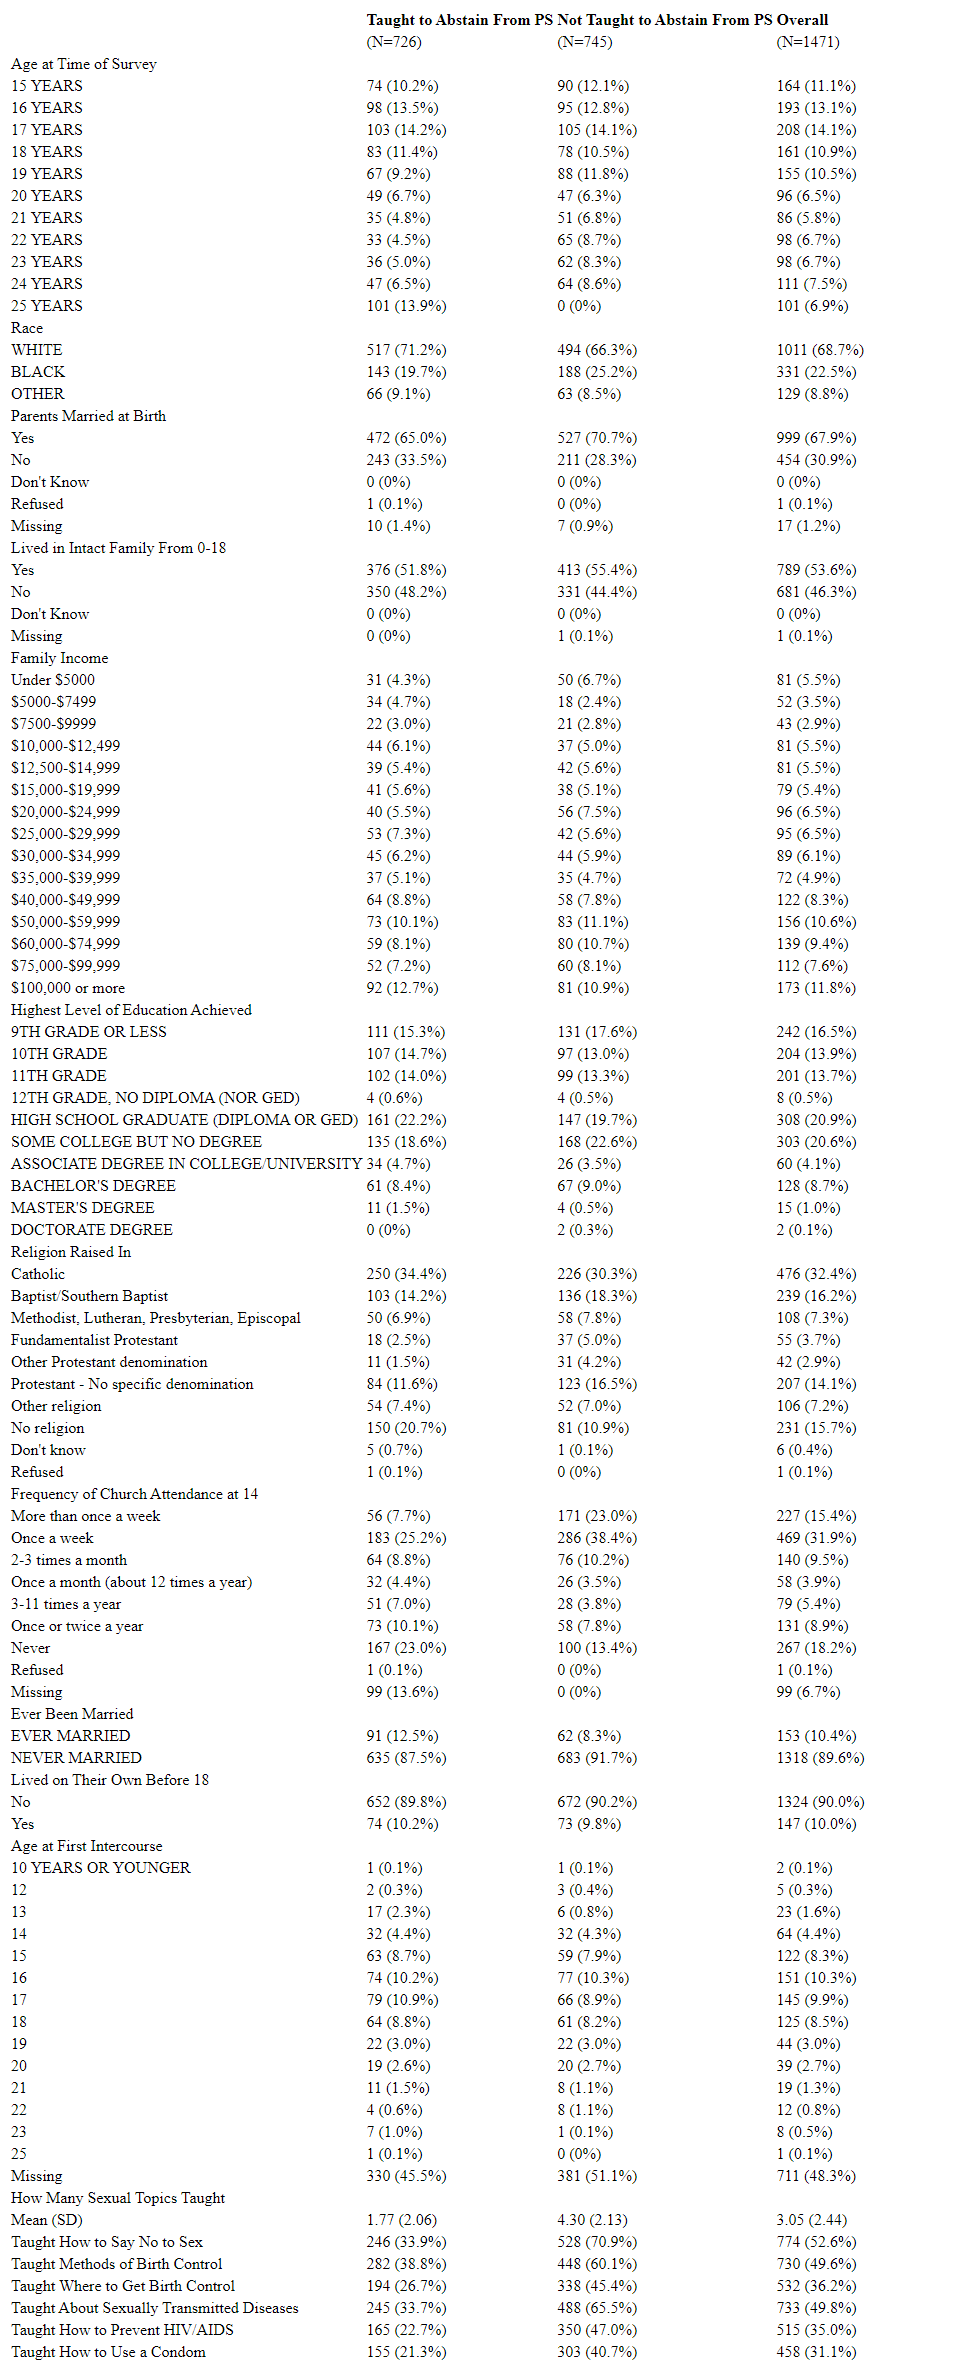 Taught to Abstain From PS Not Taught to Abstain From PS Overall
(N=726) (N=745) (N=1471)
Age at Time of Survey
15 YEARS 74 (10.2%) 90 (12.1%) 164 (11.1%)
16 YEARS 98 (13.5%) 95 (12.8%) 193 (13.1%)
17 YEARS 103 (14.2%) 105 (14.1%) 208 (14.1%)
18 YEARS 83 (11.4%) 78 (10.5%) 161 (10.9%)
19 YEARS 67 (9.2%) 88 (11.8%) 155 (10.5%)
20 YEARS 49 (6.7%) 47 (6.3%) 96 (6.5%)
21 YEARS 35 (4.8%) 51 (6.8%) 86 (5.8%)
22 YEARS 33 (4.5%) 65 (8.7%) 98 (6.7%)
23 YEARS 36 (5.0%) 62 (8.3%) 98 (6.7%)
24 YEARS 47 (6.5%) 64 (8.6%) 111 (7.5%)
25 YEARS 101 (13.9%) 0 (0%) 101 (6.9%)
Race
WHITE 517 (71.2%) 494 (66.3%) 1011 (68.7%)
BLACK 143 (19.7%) 188 (25.2%) 331 (22.5%)
OTHER 66 (9.1%) 63 (8.5%) 129 (8.8%)
Parents Married at Birth
Yes 472 (65.0%) 527 (70.7%) 999 (67.9%)
No 243 (33.5%) 211 (28.3%) 454 (30.9%)
Don't Know 0 (0%) 0 (0%) 0 (0%)
Refused 1 (0.1%) 0 (0%) 1 (0.1%)
Missing 10 (1.4%) 7 (0.9%) 17 (1.2%)
Lived in Intact Family From 0-18
Yes 376 (51.8%) 413 (55.4%) 789 (53.6%)
No 350 (48.2%) 331 (44.4%) 681 (46.3%)
Don't Know 0 (0%) 0 (0%) 0 (0%)
Missing 0 (0%) 1 (0.1%) 1 (0.1%)
Family Income
Under $5000 31 (4.3%) 50 (6.7%) 81 (5.5%)
$5000-$7499 34 (4.7%) 18 (2.4%) 52 (3.5%)
$7500-$9999 22 (3.0%) 21 (2.8%) 43 (2.9%)
$10,000-$12,499 44 (6.1%) 37 (5.0%) 81 (5.5%)
$12,500-$14,999 39 (5.4%) 42 (5.6%) 81 (5.5%)
$15,000-$19,999 41 (5.6%) 38 (5.1%) 79 (5.4%)
$20,000-$24,999 40 (5.5%) 56 (7.5%) 96 (6.5%)
$25,000-$29,999 53 (7.3%) 42 (5.6%) 95 (6.5%)
$30,000-$34,999 45 (6.2%) 44 (5.9%) 89 (6.1%)
$35,000-$39,999 37 (5.1%) 35 (4.7%) 72 (4.9%)
$40,000-$49,999 64 (8.8%) 58 (7.8%) 122 (8.3%)
$50,000-$59,999 73 (10.1%) 83 (11.1%) 156 (10.6%)
$60,000-$74,999 59 (8.1%) 80 (10.7%) 139 (9.4%)
$75,000-$99,999 52 (7.2%) 60 (8.1%) 112 (7.6%)
$100,000 or more 92 (12.7%) 81 (10.9%) 173 (11.8%)
Highest Level of Education Achieved
9TH GRADE OR LESS 111 (15.3%) 131 (17.6%) 242 (16.5%)
10TH GRADE 107 (14.7%) 97 (13.0%) 204 (13.9%)
11TH GRADE 102 (14.0%) 99 (13.3%) 201 (13.7%)
12TH GRADE, NO DIPLOMA (NOR GED) 4 (0.6%) 4 (0.5%) 8 (0.5%)
HIGH SCHOOL GRADUATE (DIPLOMA OR GED) 161 (22.2%) 147 (19.7%) 308 (20.9%)
SOME COLLEGE BUT NO DEGREE 135 (18.6%) 168 (22.6%) 303 (20.6%)
ASSOCIATE DEGREE IN COLLEGE/UNIVERSITY 34 (4.7%) 26 (3.5%) 60 (4.1%)
BACHELOR'S DEGREE 61 (8.4%) 67 (9.0%) 128 (8.7%)
MASTER'S DEGREE 11 (1.5%) 4 (0.5%) 15 (1.0%)
DOCTORATE DEGREE 0 (0%) 2 (0.3%) 2 (0.1%)
Religion Raised In
Catholic 250 (34.4%) 226 (30.3%) 476 (32.4%)
Baptist/Southern Baptist 103 (14.2%) 136 (18.3%) 239 (16.2%)
Methodist, Lutheran, Presbyterian, Episcopal 50 (6.9%) 58 (7.8%) 108 (7.3%)
Fundamentalist Protestant 18 (2.5%) 37 (5.0%) 55 (3.7%)
Other Protestant denomination 11 (1.5%) 31 (4.2%) 42 (2.9%)
Protestant - No specific denomination 84 (11.6%) 123 (16.5%) 207 (14.1%)
Other religion 54 (7.4%) 52 (7.0%) 106 (7.2%)
No religion 150 (20.7%) 81 (10.9%) 231 (15.7%)
Don't know 5 (0.7%) 1 (0.1%) 6 (0.4%)
Refused 1 (0.1%) 0 (0%) 1 (0.1%)
Frequency of Church Attendance at 14
More than once a week 56 (7.7%) 171 (23.0%) 227 (15.4%)
Once a week 183 (25.2%) 286 (38.4%) 469 (31.9%)
2-3 times a month 64 (8.8%) 76 (10.2%) 140 (9.5%)
Once a month (about 12 times a year) 32 (4.4%) 26 (3.5%) 58 (3.9%)
3-11 times a year 51 (7.0%) 28 (3.8%) 79 (5.4%)
Once or twice a year 73 (10.1%) 58 (7.8%) 131 (8.9%)
Never 167 (23.0%) 100 (13.4%) 267 (18.2%)
Refused 1 (0.1%) 0 (0%) 1 (0.1%)
Missing 99 (13.6%) 0 (0%) 99 (6.7%)
Ever Been Married
EVER MARRIED 91 (12.5%) 62 (8.3%) 153 (10.4%)
NEVER MARRIED 635 (87.5%) 683 (91.7%) 1318 (89.6%)
Lived on Their Own Before 18
No 652 (89.8%) 672 (90.2%) 1324 (90.0%)
Yes 74 (10.2%) 73 (9.8%) 147 (10.0%)
Age at First Intercourse
10 YEARS OR YOUNGER 1 (0.1%) 1 (0.1%) 2 (0.1%)
12 2 (0.3%) 3 (0.4%) 5 (0.3%)
13 17 (2.3%) 6 (0.8%) 23 (1.6%)
14 32 (4.4%) 32 (4.3%) 64 (4.4%)
15 63 (8.7%) 59 (7.9%) 122 (8.3%)
16 74 (10.2%) 77 (10.3%) 151 (10.3%)
17 79 (10.9%) 66 (8.9%) 145 (9.9%)
18 64 (8.8%) 61 (8.2%) 125 (8.5%)
19 22 (3.0%) 22 (3.0%) 44 (3.0%)
20 19 (2.6%) 20 (2.7%) 39 (2.7%)
21 11 (1.5%) 8 (1.1%) 19 (1.3%)
22 4 (0.6%) 8 (1.1%) 12 (0.8%)
23 7 (1.0%) 1 (0.1%) 8 (0.5%)
25 1 (0.1%) 0 (0%) 1 (0.1%)
Missing 330 (45.5%) 381 (51.1%) 711 (48.3%)
How Many Sexual Topics Taught
Mean (SD) 1.77 (2.06) 4.30 (2.13) 3.05 (2.44)
Taught How to Say No to Sex 246 (33.9%) 528 (70.9%) 774 (52.6%)
Taught Methods of Birth Control 282 (38.8%) 448 (60.1%) 730 (49.6%)
Taught Where to Get Birth Control 194 (26.7%) 338 (45.4%) 532 (36.2%)
Taught About Sexually Transmitted Diseases 245 (33.7%) 488 (65.5%) 733 (49.8%)
Taught How to Prevent HIV/AIDS 165 (22.7%) 350 (47.0%) 515 (35.0%)
Taught How to Use a Condom 155 (21.3%) 303 (40.7%) 458 (31.1%)